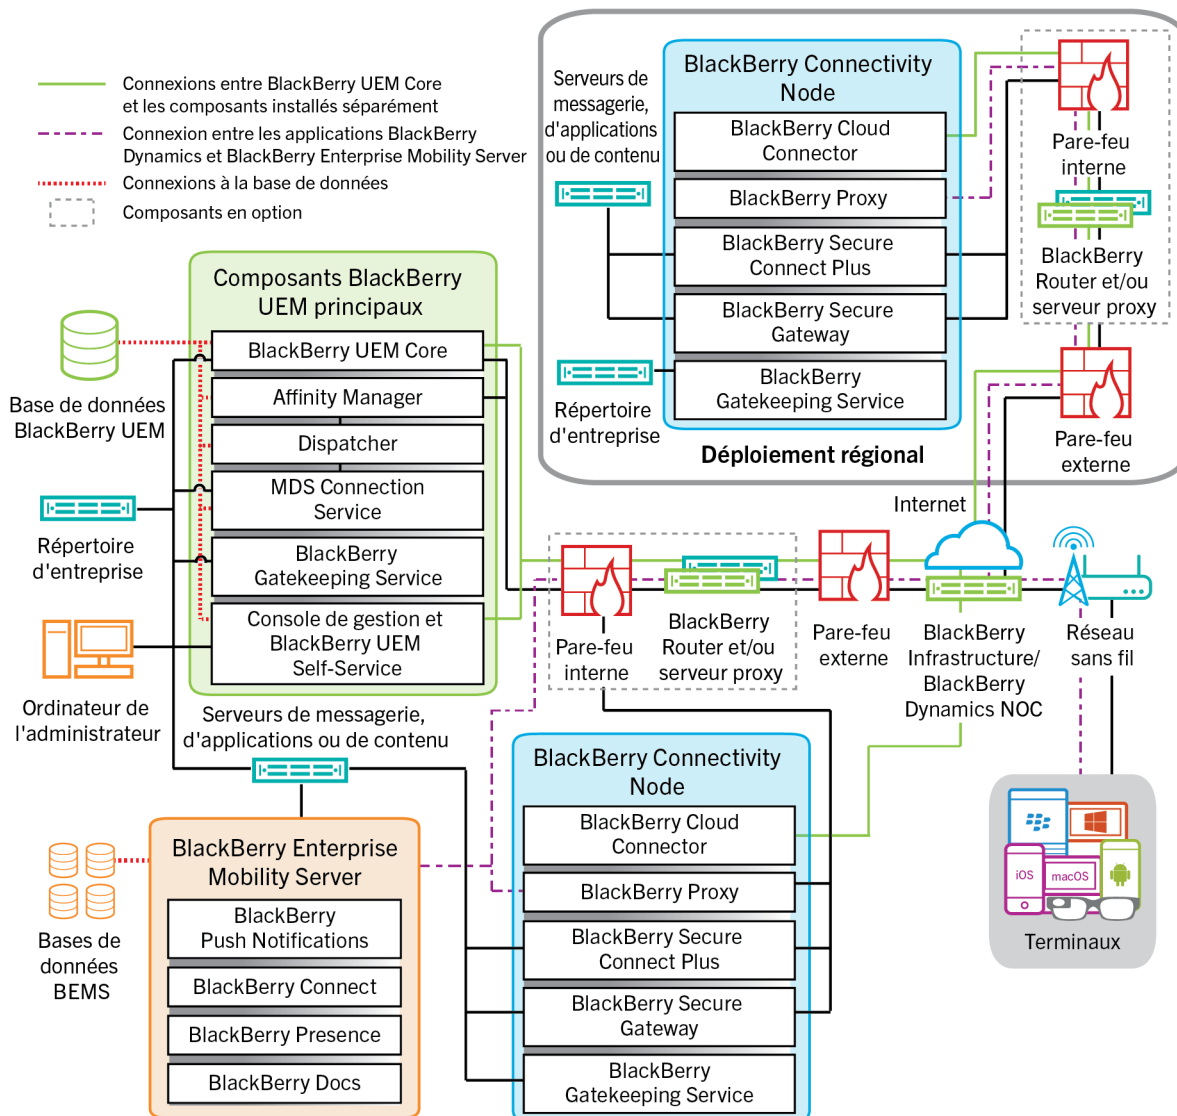 Connexions entre BlackBerry UEM Core
et les composants installés séparément
Connexion entre les applications BlackBerry
Dynamics et BlackBerry Enterprise Mobility Server
Connexions à la base de données
Composants en option
Serveurs de
messagerie,
d'applications
ou de contenu
BlackBerry Connectivity
Node
BlackBerry Cloud
Connector
BlackBerry Proxy
BlackBerry Secure
Connect Plus
BlackBerry Secure
Gateway
BlackBerry
Gatekeeping Service
Répertoire
d'entreprise
Déploiement régional
Pare-feu
interne
BlackBerry
Router et/ou
serveur proxy
Pare-feu
externe
Composants BlackBerry
UEM principaux
BlackBerry UEM Core
Affinity Manager
Dispatcher
MDS Connection
Service
BlackBerry
Gatekeeping Service
Console de gestion et
BlackBerry UEM
Self-Service
Base de données
BlackBerry UEM
Répertoire
d'entreprise
Ordinateur de
l'administrateur
Internet
Pare-feu
interne
BlackBerry
Router et/ou
serveur proxy
Pare-feu
externe
BlackBerry
Infrastructure/
BlackBerry
Dynamics NOC
Réseau
sans fil
Serveurs de messagerie,
d'applications ou de contenu
BlackBerry Enterprise
Mobility Server
BlackBerry
Push Notifications
BlackBerry Connect
BlackBerry Presence
BlackBerry Docs
Bases de
données
BEMS
BlackBerry Connectivity
Node
BlackBerry Cloud
Connector
BlackBerry Proxy
BlackBerry Secure
Connect Plus
BlackBerry Secure
Gateway
BlackBerry
Gatekeeping Service
iOS
macOS
Terminaux